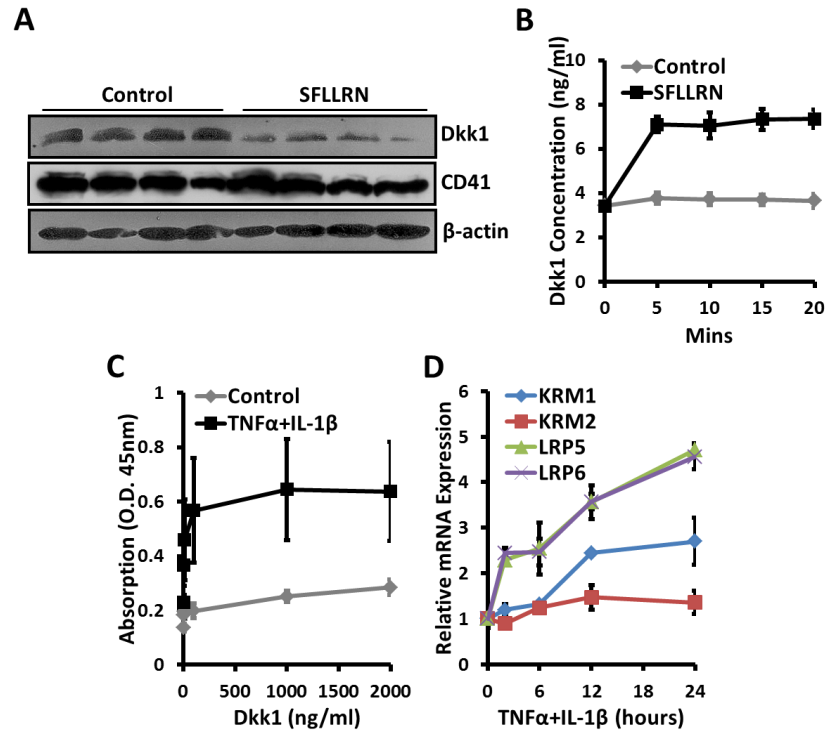 A
Control SFLLRN
Dkk1
CD41
β-actin
B
Dkk1 Concentration (ng/ml)
10
8
6
4
2
0
Control
SFLLRN
0 5 10 15 20
Mins
C
Absorption (O.D. 45nm)
1
0.8
0.6
0.4
0.2
0
Control
TNFα+IL-1β
0 500 1000 1500 2000
Dkk1 (ng/ml)
D
Relative mRNA Expression
6
5
4
3
2
1
0
KRM1
KRM2
LRP5
LRP6
0 6 12 18 24
TNFα+IL-1β (hours)